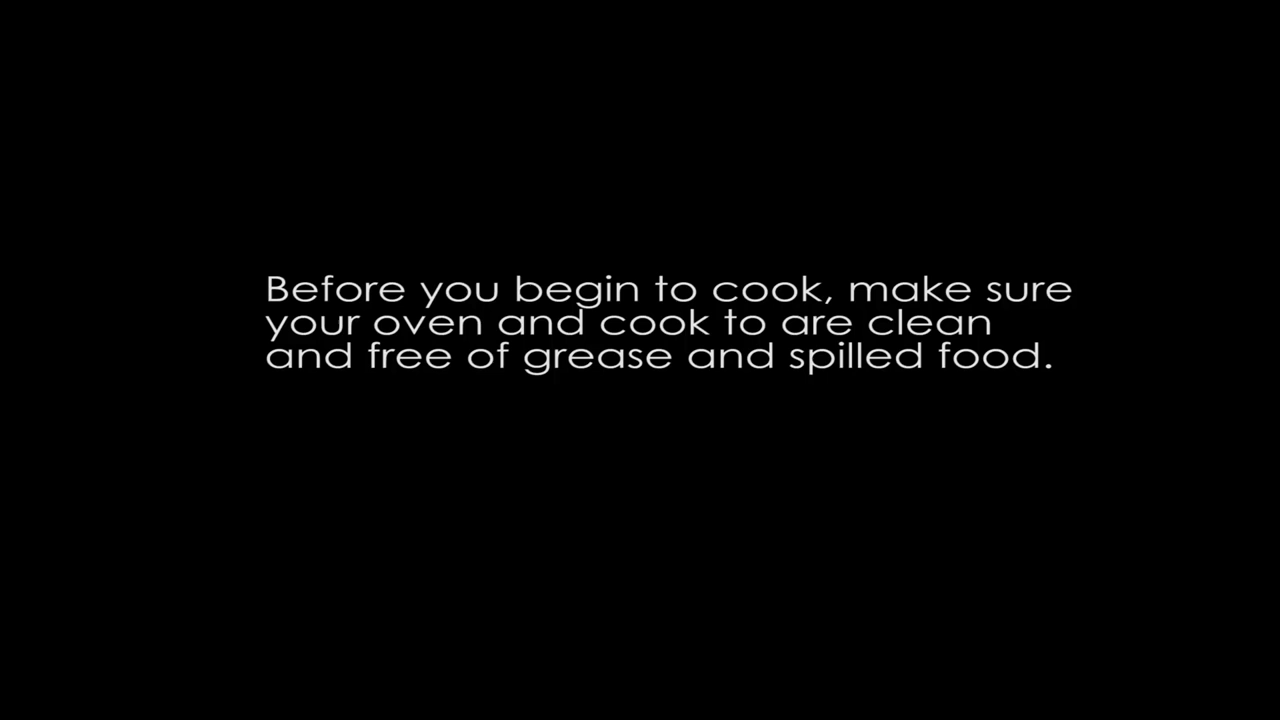 Before you begin to cook, make sure
your oven and cook to are clean
and free of grease and spilled food.